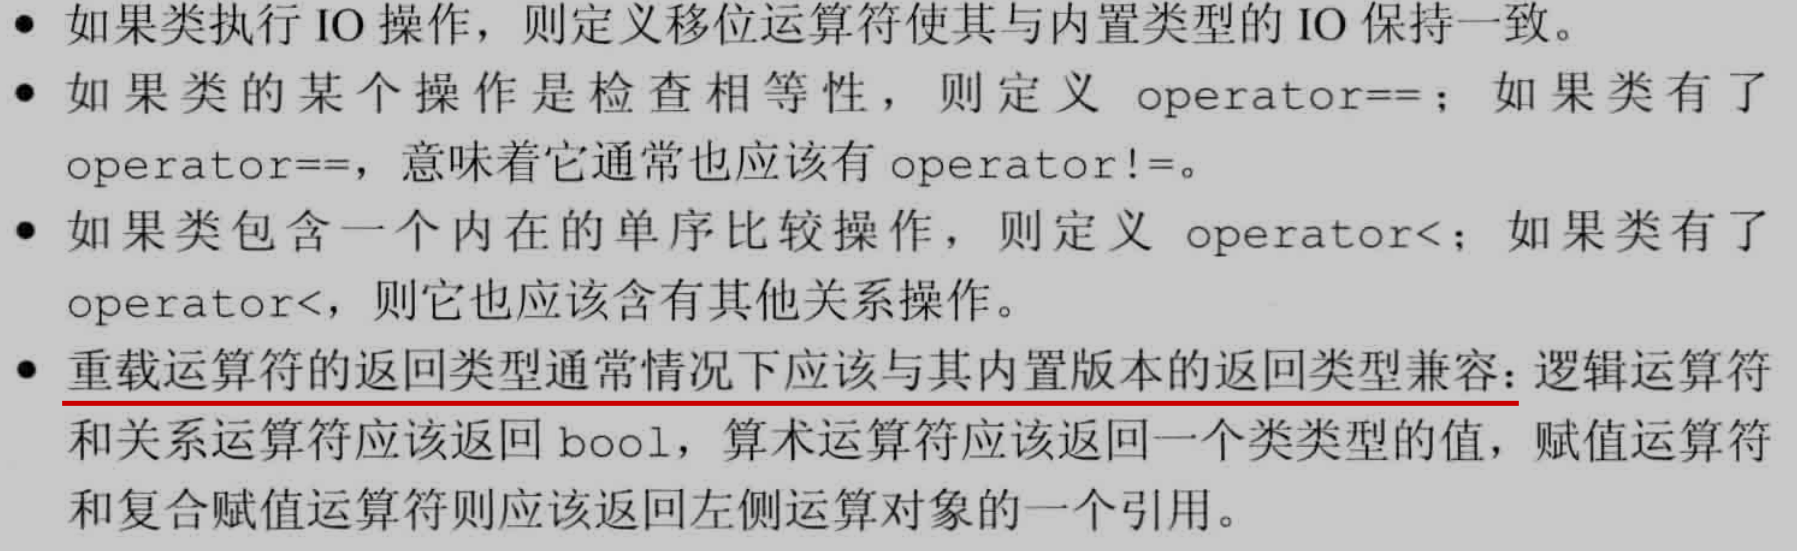 • 如果类执行 IO 操作，则定义移位运算符使其与内置类型的 IO 保持一致。
• 如果类的某个操作是检查相等性，则定义 operator==；如果类有了
operator==，意味着它通常也应该有 operator!=。
• 如果类包含一个内在的单序比较操作，则定义 operator<；如果类有了
operator<，则它也应该含有其他关系操作。
• 重载运算符的返回类型通常情况下应该与其内置版本的返回类型兼容：逻辑运算符
和关系运算符应该返回 bool，算术运算符应该返回一个类类型的值，赋值运算符
和复合赋值运算符则应该返回左侧运算对象的一个引用。